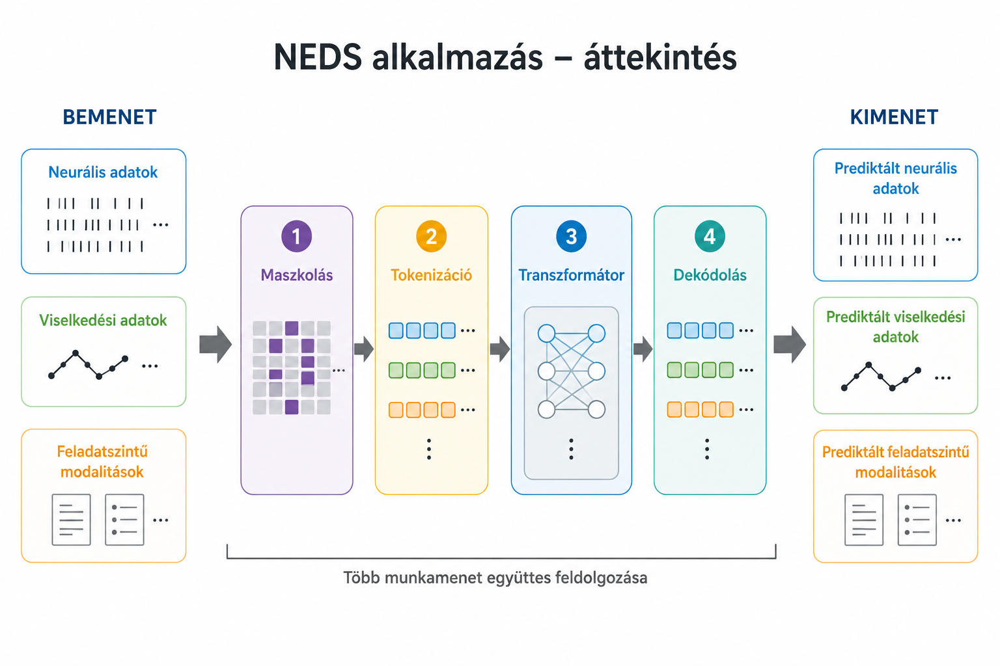 NEDS alkalmazás – áttekintés
BEMENET
Neurális adatok
Viselkedési adatok
Feladatszintű
modalitások
1
Maszkolás
2
Tokenizáció
3
Transzformátor
4
Dekódolás
Több munkamenet együttes feldolgozása
KIMENET
Prediktált neurális
adatok
Prediktált viselkedési
adatok
Prediktált feladatszintű
modalitások